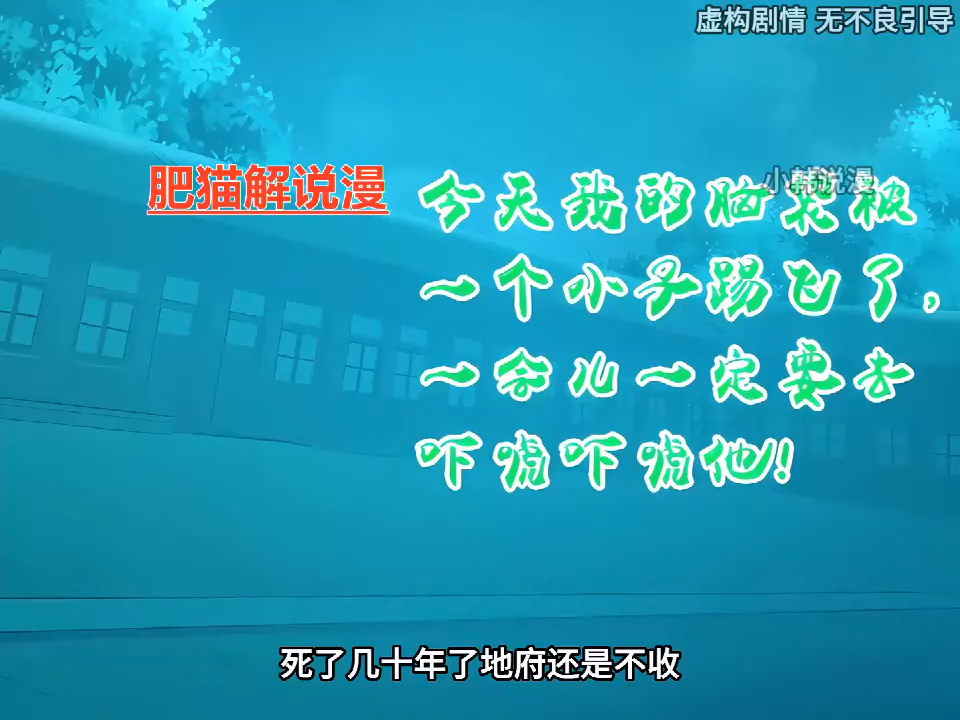 虚构剧情 无不良引导
肥猫解说漫
小韩说漫
今天我的脑袋被
一个小子踢飞了,
一会儿一定要去
吓唬吓唬他!
死了几十年了地府还是不收